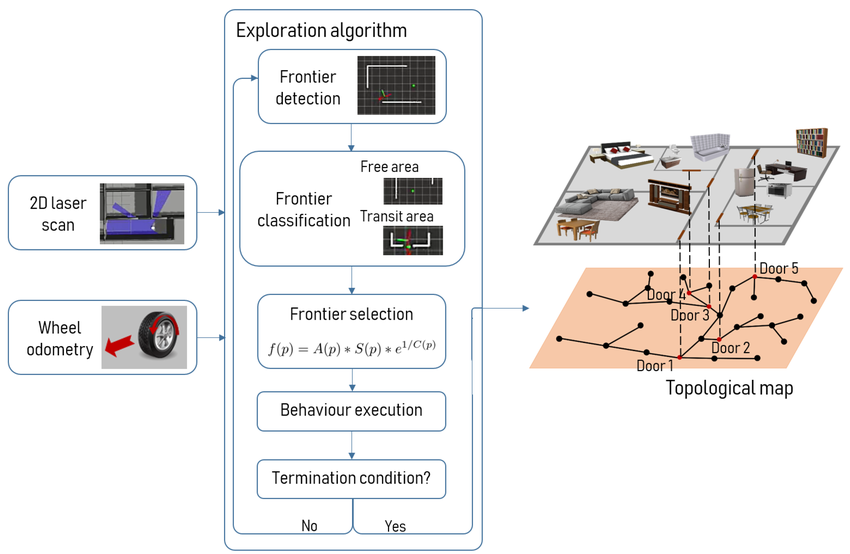 Exploration algorithm
Frontier
detection
Free area
Frontier
classification
Transit area
2D laser
scan
Wheel
odometry
Frontier selection
f(p) = A(p) * S(p) * e^{1/C(p)}
Behaviour execution
Termination condition?
No
Yes
Door 5
Door 4
Door 3
Door 2
Door 1
Topological map